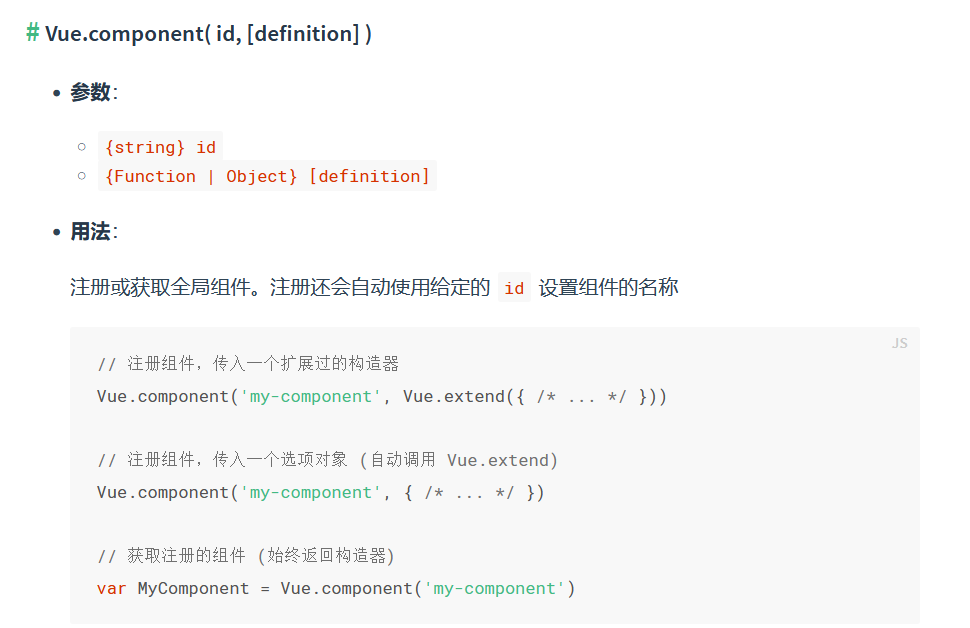 # Vue.component( id, [definition] )
• 参数：
○ {string} id
○ {Function | Object} [definition]
• 用法：
注册或获取全局组件。注册还会自动使用给定的 id 设置组件的名称
JS
// 注册组件，传入一个扩展过的构造器
Vue.component('my-component', Vue.extend({ /* ... */ }))
// 注册组件，传入一个选项对象 (自动调用 Vue.extend)
Vue.component('my-component', { /* ... */ })
// 获取注册的组件 (始终返回构造器)
var MyComponent = Vue.component('my-component')